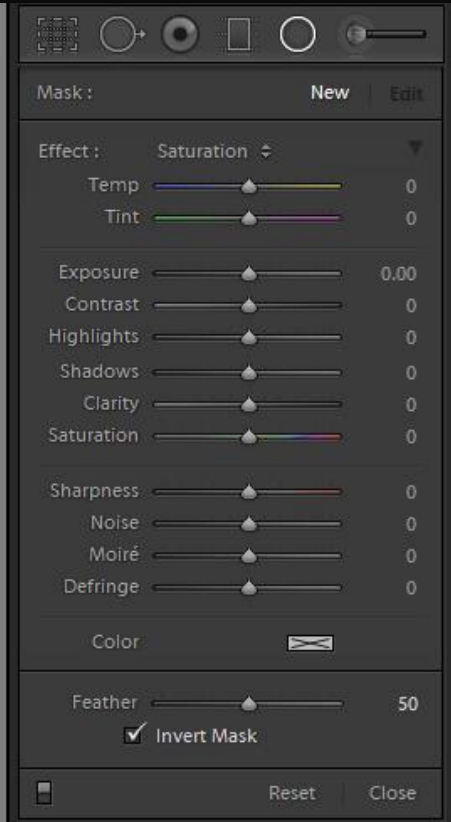 Mask : New Edit
Effect : Saturation
Temp 0
Tint 0
Exposure 0.00
Contrast 0
Highlights 0
Shadows 0
Clarity 0
Saturation 0
Sharpness 0
Noise 0
Moiré 0
Defringe 0
Color
Feather 50
Invert Mask
Reset Close